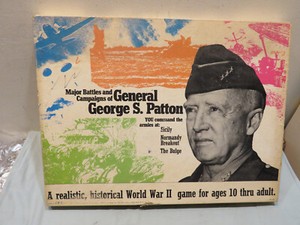 Major Battles and
Campaigns of General
George S. Patton
YOU command the
armies at:
Sicily
Normandy
Breakout
The Bulge
A realistic, historical World War II game for ages 10 thru adult.